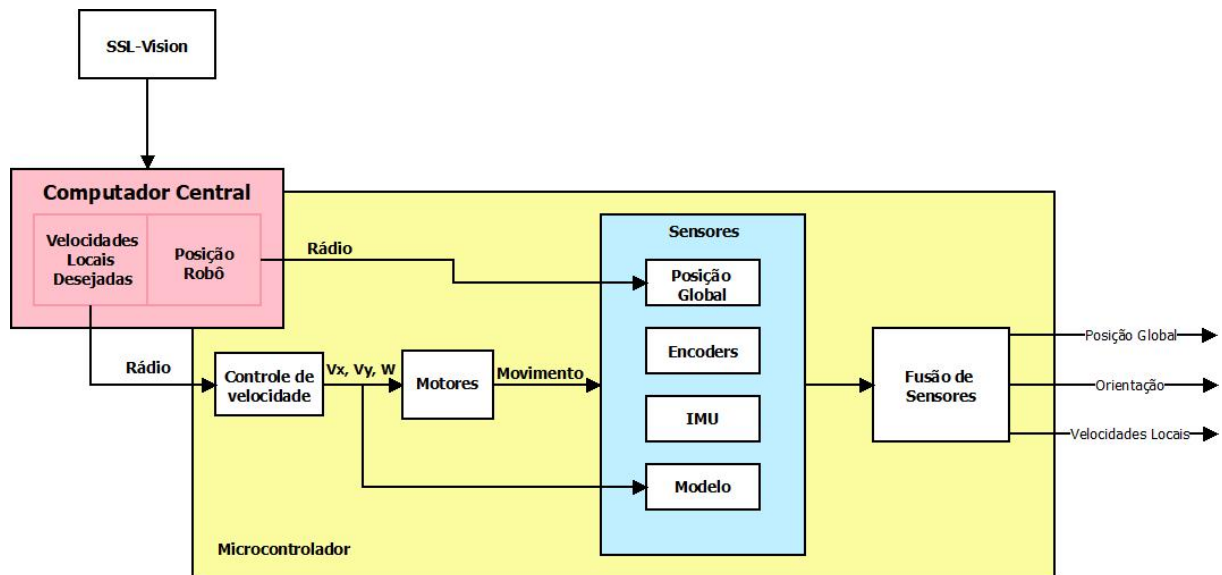 SSL-Vision
Computador Central
Velocidades
Locais
Desejadas
Posição
Robô
Rádio
Rádio
Controle de
velocidade
Vx, Vy, W
Motores
Movimento
Sensores
Posição
Global
Encoders
IMU
Modelo
Fusão de
Sensores
Posição Global
Orientação
Velocidades Locais
Microcontrolador